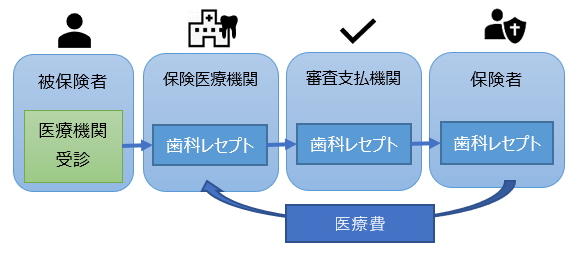 被保険者
医療機関
受診
保険医療機関
歯科レセプト
審査支払機関
歯科レセプト
保険者
歯科レセプト
医療費